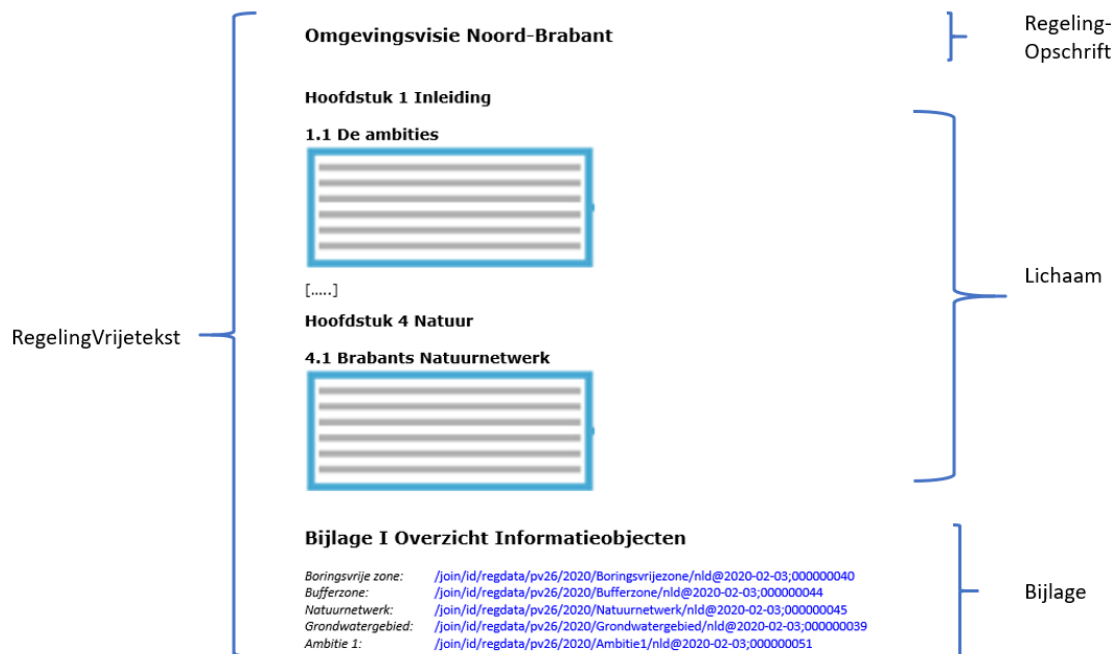 Omgevingsvisie Noord-Brabant
Regeling-
Opschrift
Hoofdstuk 1 Inleiding
1.1 De ambities
[.....]
Lichaam
Hoofdstuk 4 Natuur
RegelingVrijetekst
4.1 Brabants Natuurnetwerk
Bijlage I Overzicht Informatieobjecten
Boringsvrije zone: /join/id/regdata/pv26/2020/Boringsvrijezone/nld@2020-02-03;000000040
Bufferzone: /join/id/regdata/pv26/2020/Bufferzone/nld@2020-02-03;000000044
Natuurnetwerk: /join/id/regdata/pv26/2020/Natuurnetwerk/nld@2020-02-03;000000045
Grondwatergebied: /join/id/regdata/pv26/2020/Grondwatergebied/nld@2020-02-03;000000039
Ambitie 1: /join/id/regdata/pv26/2020/Ambitie1/nld@2020-02-03;000000051
Bijlage